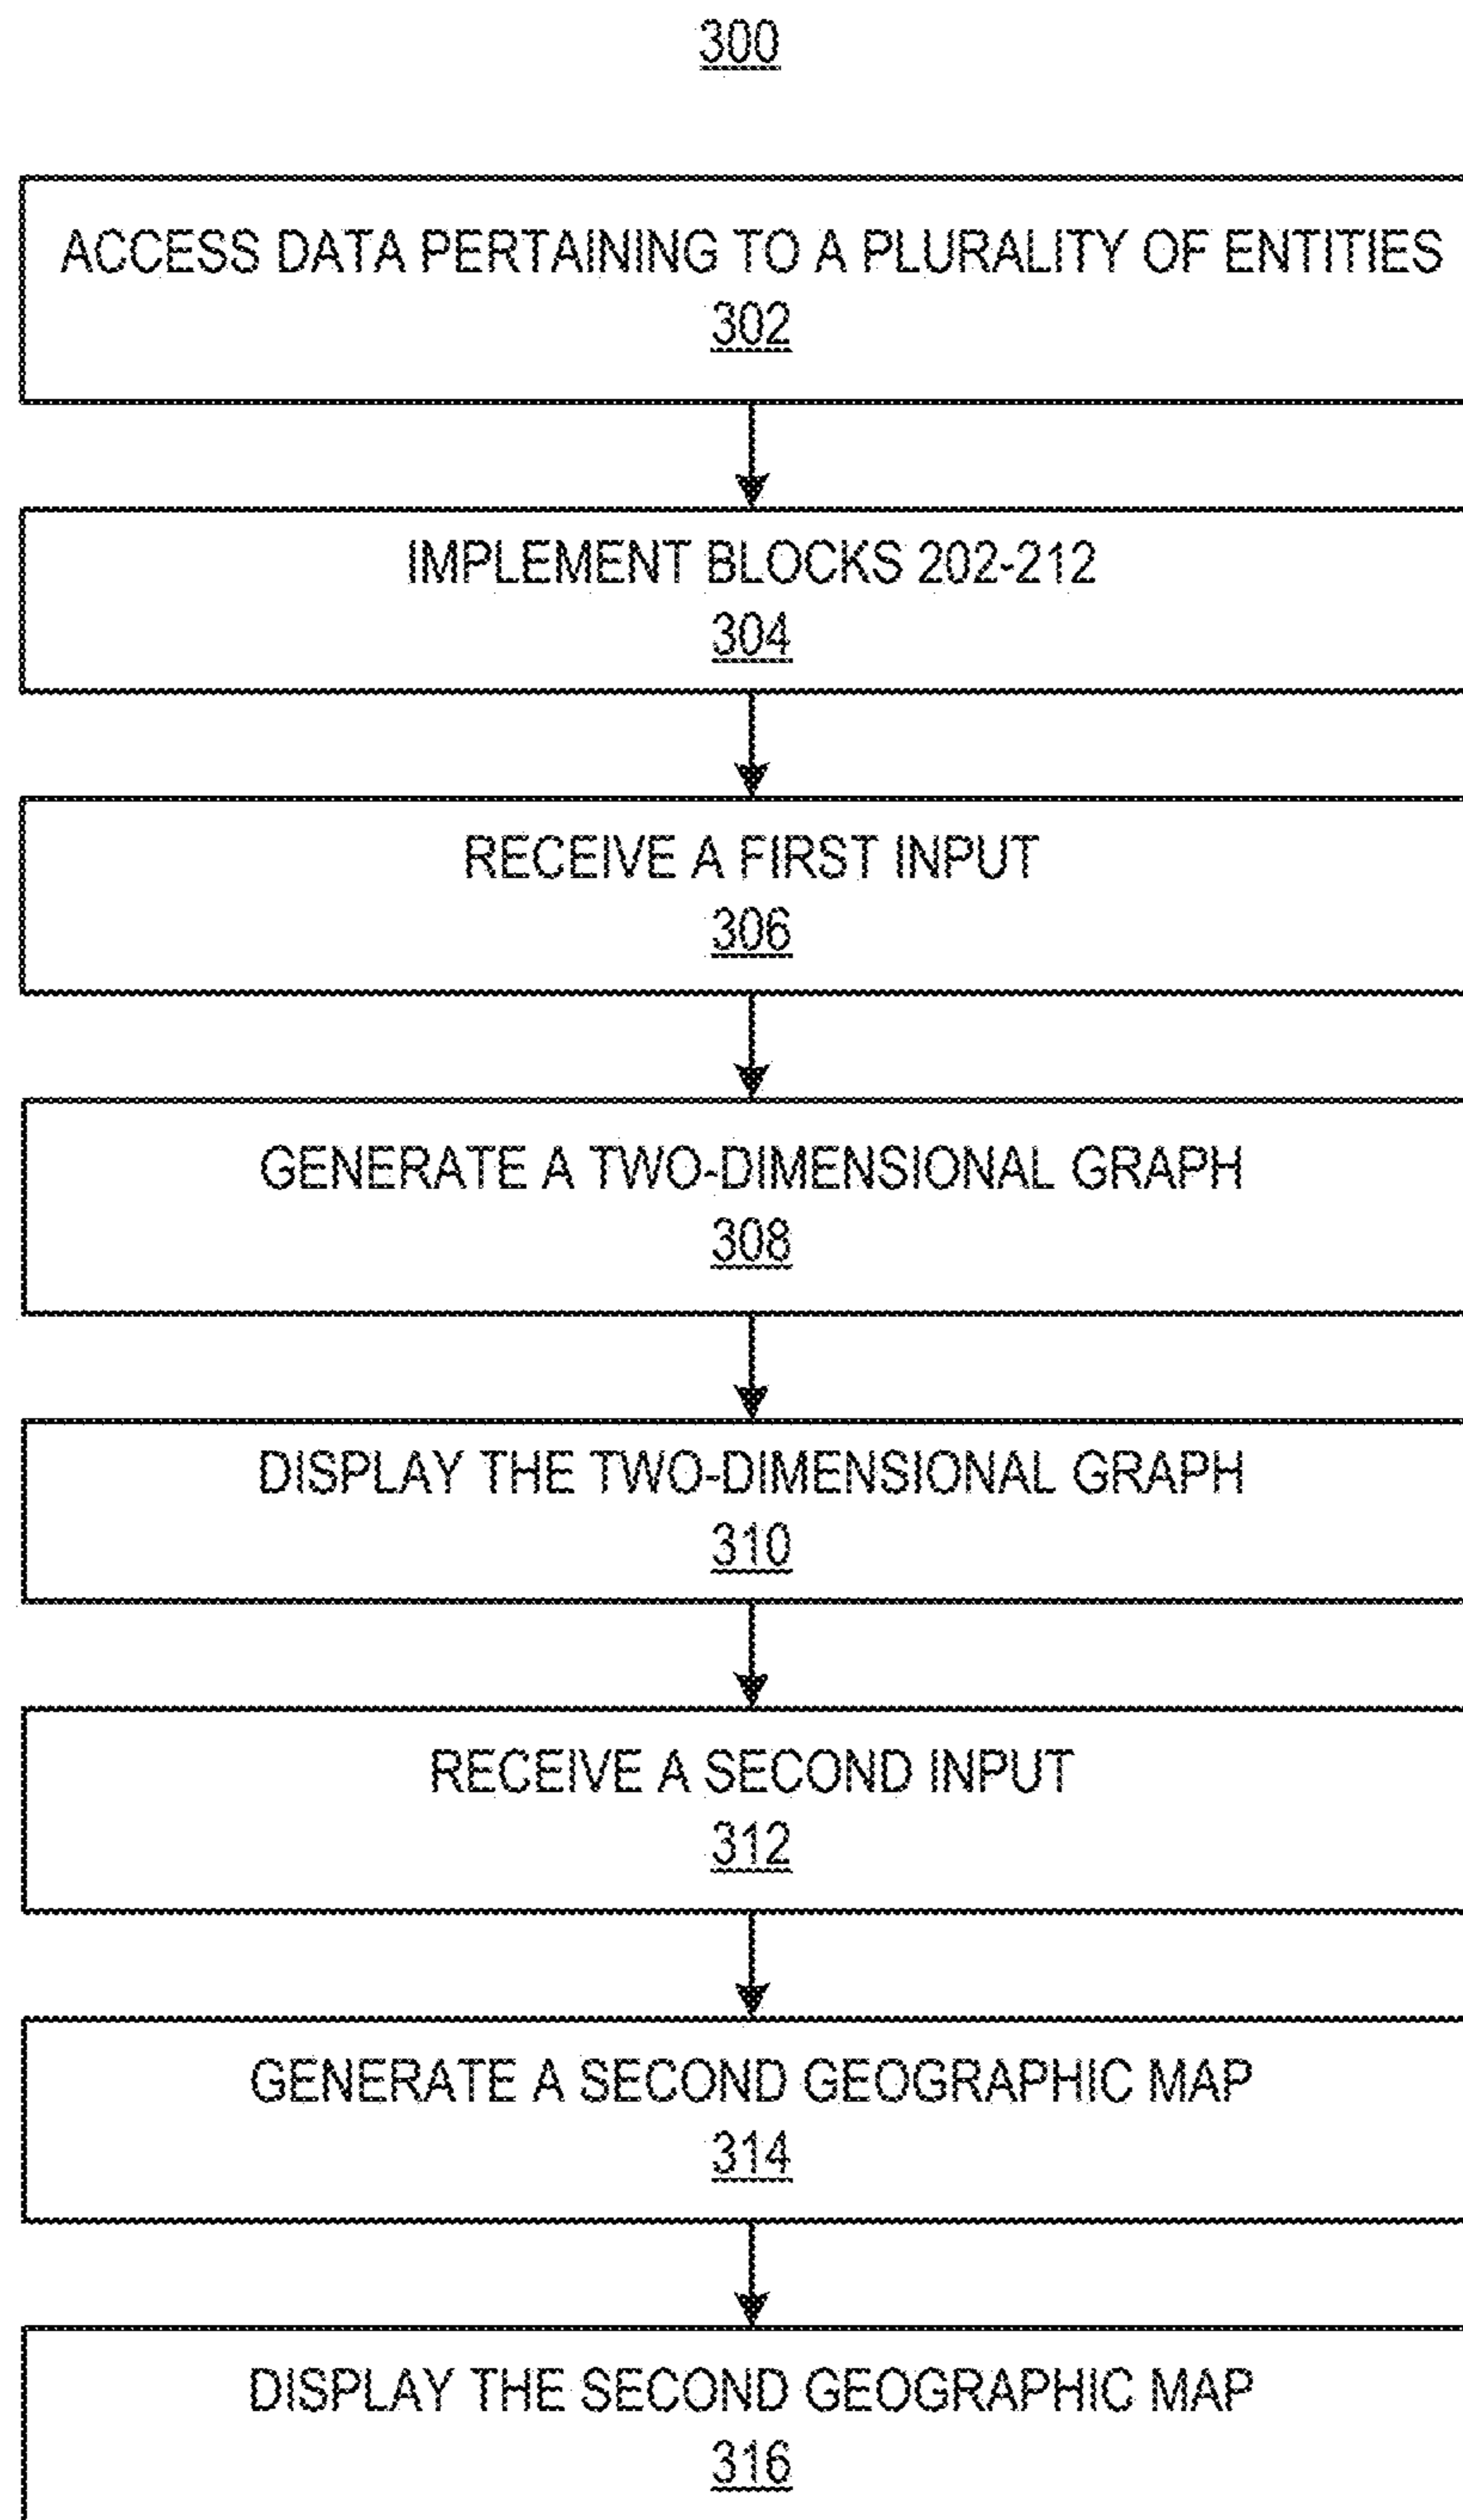 300
ACCESS DATA PERTAINING TO A PLURALITY OF ENTITIES
302
IMPLEMENT BLOCKS 202-212
304
RECEIVE A FIRST INPUT
306
GENERATE A TWO-DIMENSIONAL GRAPH
308
DISPLAY THE TWO-DIMENSIONAL GRAPH
310
RECEIVE A SECOND INPUT
312
GENERATE A SECOND GEOGRAPHIC MAP
314
DISPLAY THE SECOND GEOGRAPHIC MAP
316